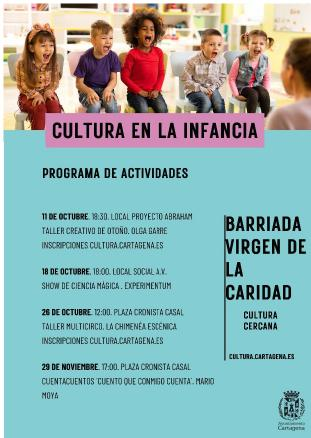 CULTURA EN LA INFANCIA
PROGRAMA DE ACTIVIDADES
11 DE OCTUBRE. 18:30. LOCAL PROYECTO ABRAHAM
TALLER CREATIVO DE OTOÑO. OLGA GARRE
INSCRIPCIONES CULTURA.CARTAGENA.ES
18 DE OCTUBRE. 18:00. LOCAL SOCIAL A.V.
SHOW DE CIENCIA MÁGICA . EXPERIMENTUM
26 DE OCTUBRE. 12:00. PLAZA CRONISTA CASAL
TALLER MULTICIRCO. LA CHIMENÉA ESCÉNICA
INSCRIPCIONES CULTURA.CARTAGENA.ES
29 DE NOVIEMBRE. 17:00. PLAZA CRONISTA CASAL
CUENTACUENTOS 'CUENTO QUE CONMIGO CUENTA'. MARIO
MOYA
BARRIADA
VIRGEN DE
LA
CARIDAD
CULTURA
CERCANA
CULTURA.CARTAGENA.ES
Ayuntamiento
Cartagena